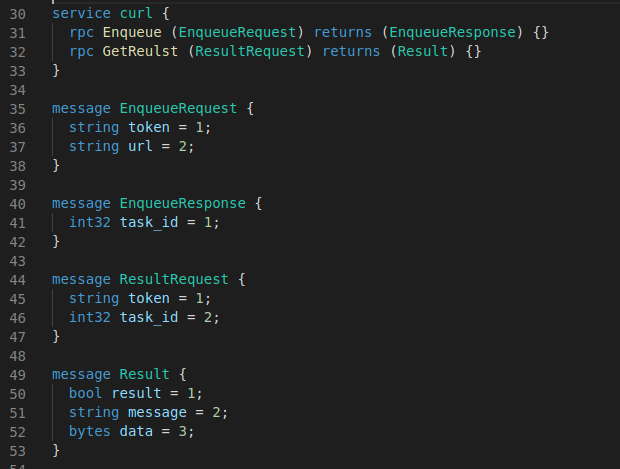 30 service curl {
31 rpc Enqueue (EnqueueRequest) returns (EnqueueResponse) {}
32 rpc GetReulst (ResultRequest) returns (Result) {}
33 }
34
35 message EnqueueRequest {
36 string token = 1;
37 string url = 2;
38 }
39
40 message EnqueueResponse {
41 int32 task_id = 1;
42 }
43
44 message ResultRequest {
45 string token = 1;
46 int32 task_id = 2;
47 }
48
49 message Result {
50 bool result = 1;
51 string message = 2;
52 bytes data = 3;
53 }